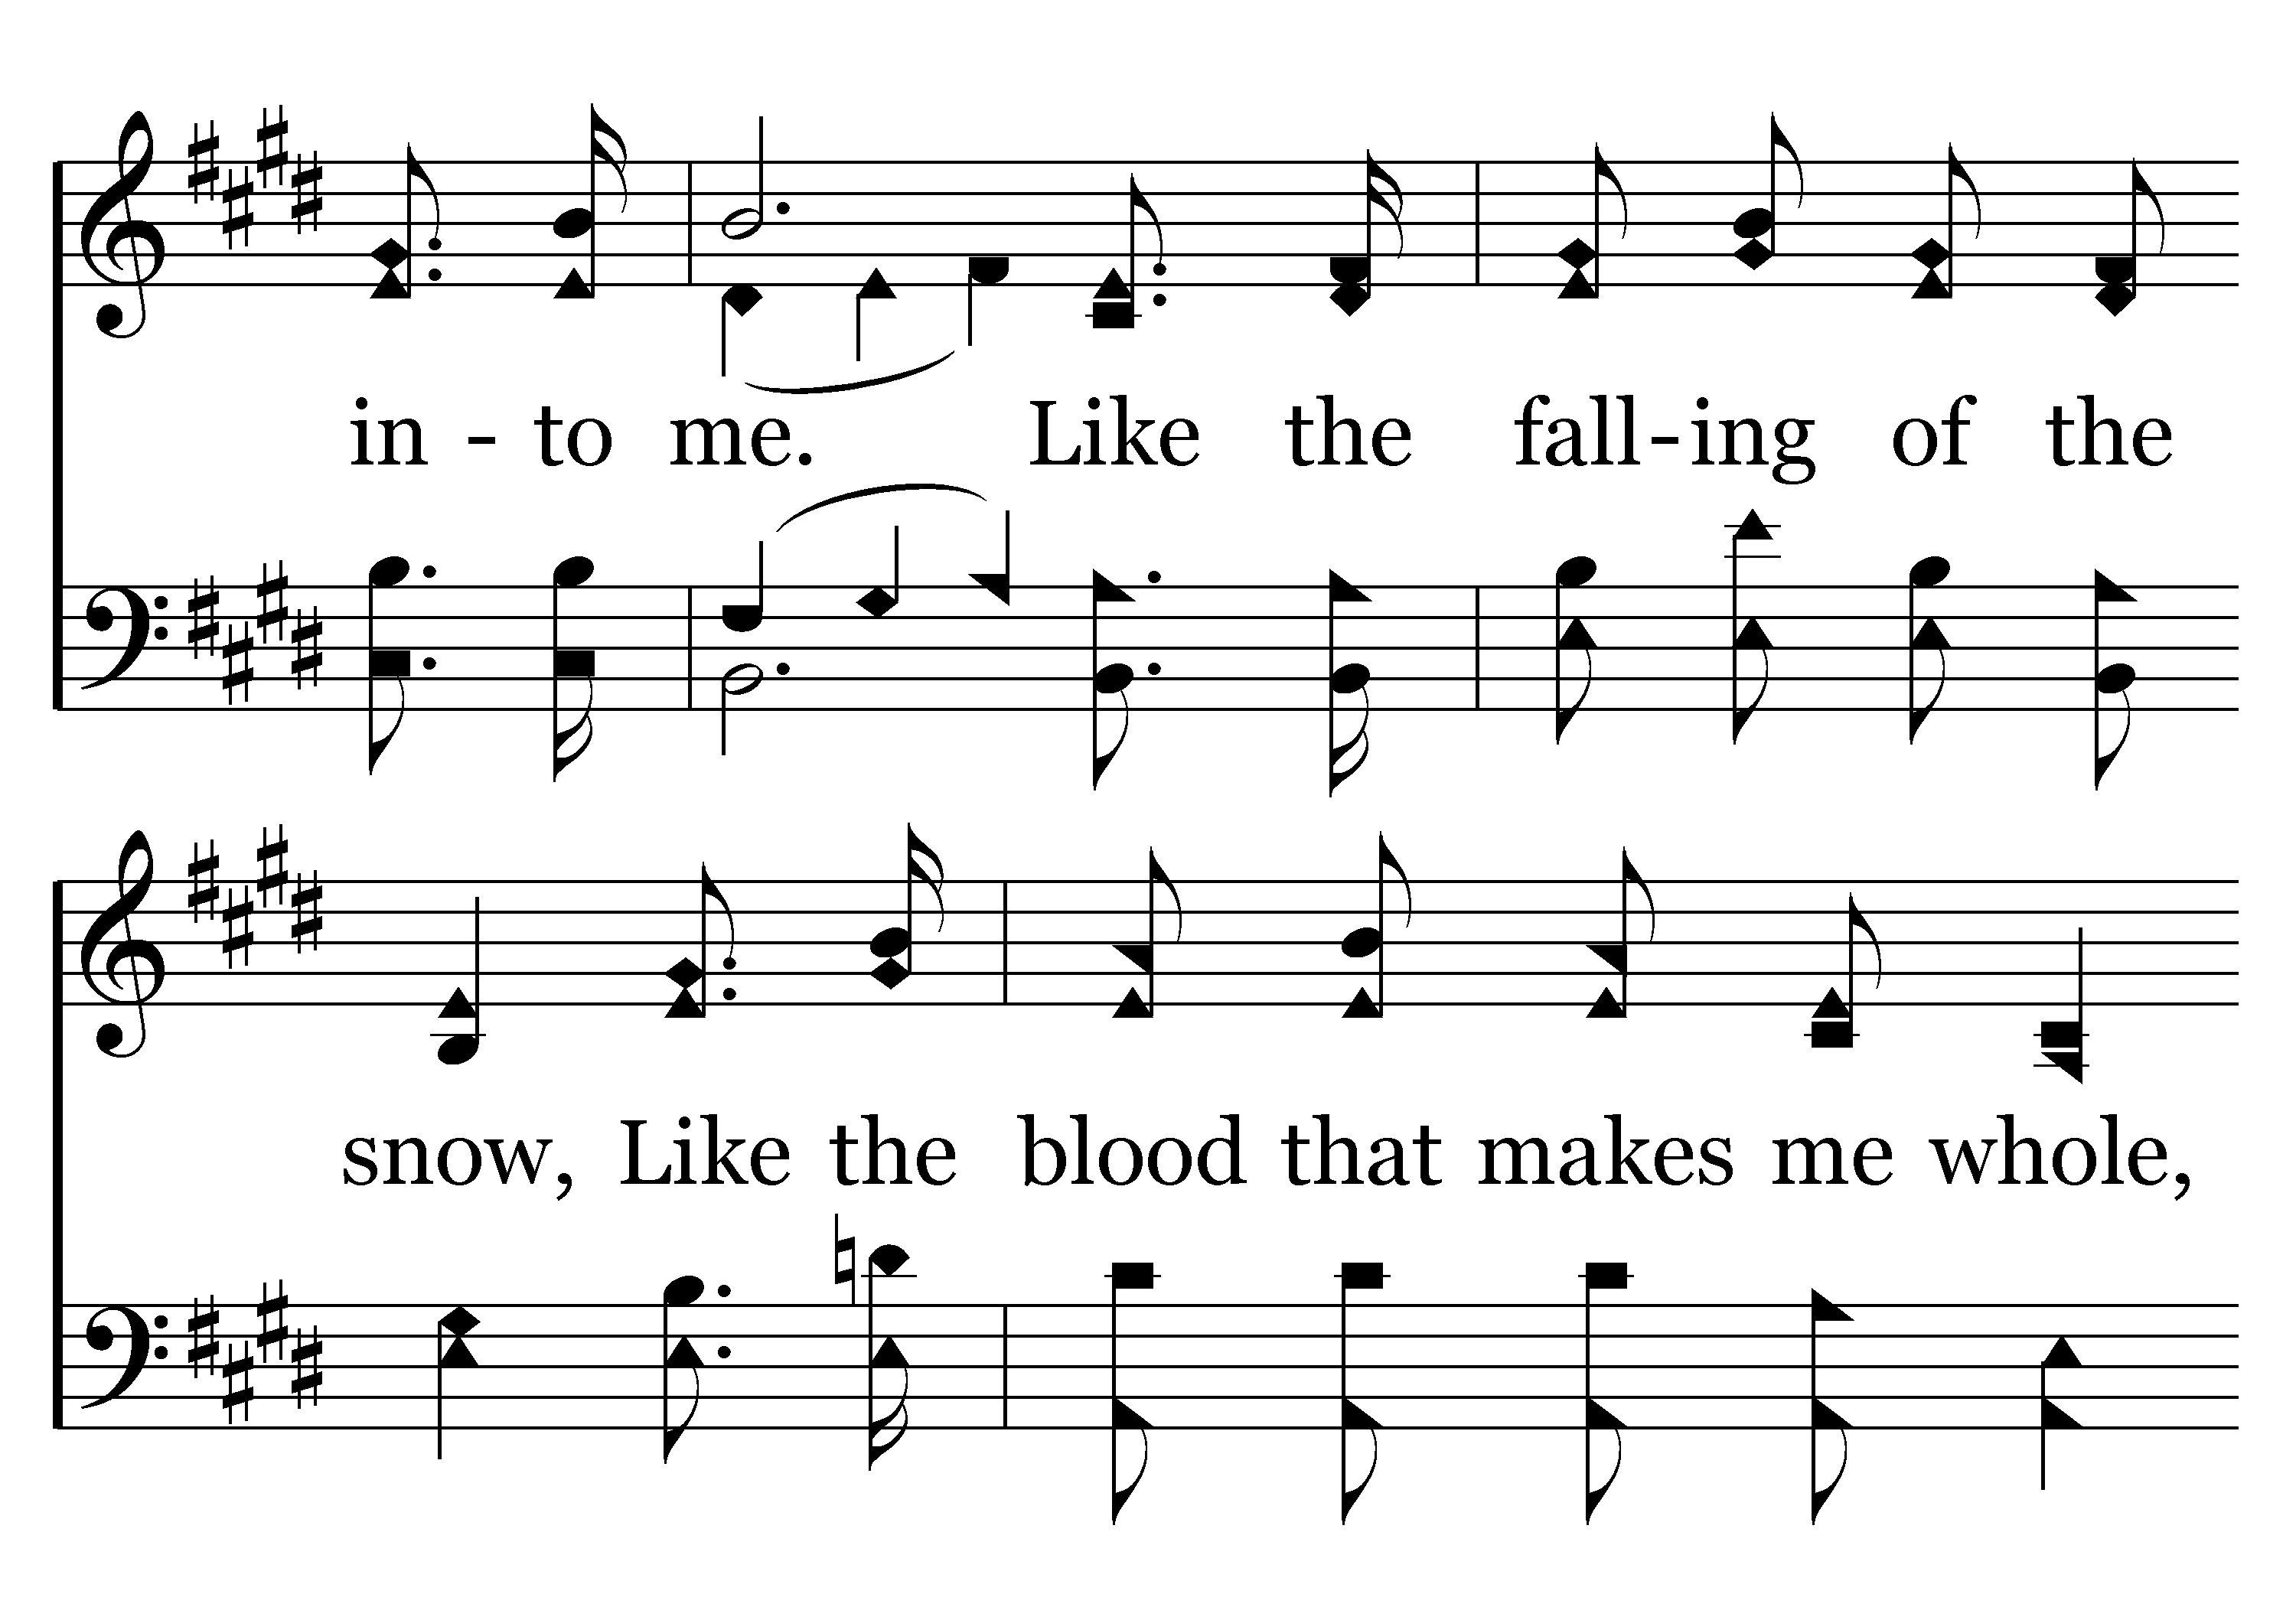 in - to me. Like the fall-ing of the
snow, Like the blood that makes me whole,